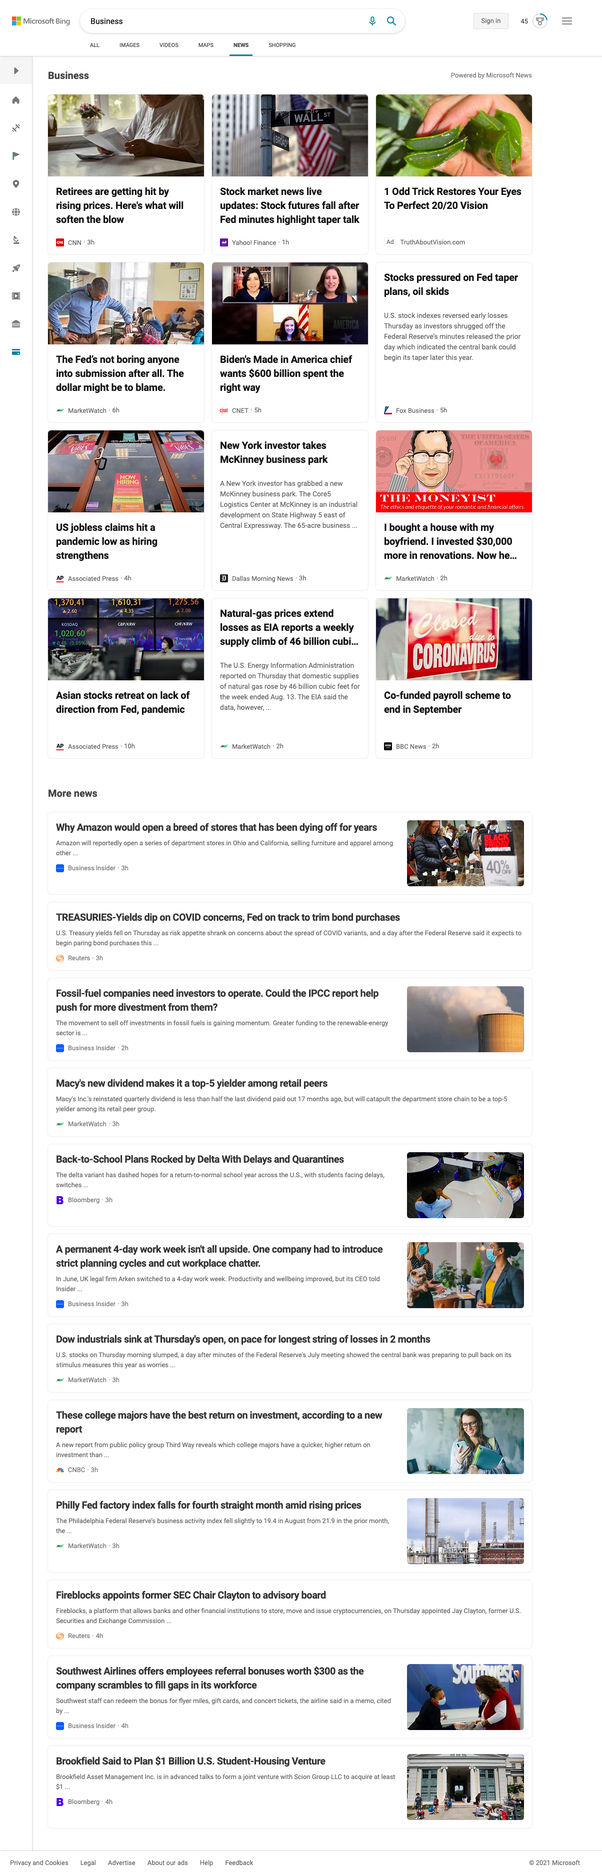 Microsoft Bing
Business
Sign in
45
ALL IMAGES VIDEOS MAPS NEWS SHOPPING
Business
Powered by Microsoft News
Retirees are getting hit by
rising prices. Here's what will
soften the blow
CNN · 3h
WALL ST
Stock market news live
updates: Stock futures fall after
Fed minutes highlight taper talk
Yahoo! Finance · 1h
1 Odd Trick Restores Your Eyes
To Perfect 20/20 Vision
Ad TruthAboutVision.com
The Fed's not boring anyone
into submission after all. The
dollar might be to blame.
MarketWatch · 6h
AMERICA
Biden's Made in America chief
wants $600 billion spent the
right way
CNET · 5h
Stocks pressured on Fed taper
plans, oil skids
U.S. stock indexes reversed early losses
Thursday as investors shrugged off the
Federal Reserve's minutes released the prior
day which indicated the central bank could
begin its taper later this year.
Fox Business · 5h
NOW
HIRING
US jobless claims hit a
pandemic low as hiring
strengthens
AP Associated Press · 4h
New York investor takes
McKinney business park
A New York investor has grabbed a new
McKinney business park. The Core5
Logistics Center at McKinney is an industrial
development on State Highway 5 east of
Central Expressway. The 65-acre business ...
Dallas Morning News · 3h
THE UNITED STATES
OF AMERICA
THE MONEYIST
The ethics and etiquette of your romantic and financial affairs
I bought a house with my
boyfriend. I invested $30,000
more in renovations. Now he...
MarketWatch · 2h
1,370.41 1,610.31 1,275.56
▲2.60 ▲4.35 ▲2.88
KOSDAQ GBP/KRW CHF/KRW
1,020.60
Asian stocks retreat on lack of
direction from Fed, pandemic
AP Associated Press · 10h
Natural-gas prices extend
losses as EIA reports a weekly
supply climb of 46 billion cubi...
The U.S. Energy Information Administration
reported on Thursday that domestic supplies
of natural gas rose by 46 billion cubic feet for
the week ended Aug. 13. The EIA said the
data, however, ...
MarketWatch · 2h
Closed
due to
CORONAVIRUS
Co-funded payroll scheme to
end in September
BBC News · 2h
More news
Why Amazon would open a breed of stores that has been dying off for years
Amazon will reportedly open a series of department stores in Ohio and California, selling furniture and apparel among
other ...
Business Insider · 3h
BLACK
40%
OFF
TREASURIES-Yields dip on COVID concerns, Fed on track to trim bond purchases
U.S. Treasury yields fell on Thursday as risk appetite shrank on concerns about the spread of COVID variants, and a day after the Federal Reserve said it expects to
begin paring bond purchases this ...
Reuters · 3h
Fossil-fuel companies need investors to operate. Could the IPCC report help
push for more divestment from them?
The movement to sell off investments in fossil fuels is gaining momentum. Greater funding to the renewable-energy
sector is ...
Business Insider · 2h
Macy's new dividend makes it a top-5 yielder among retail peers
Macy's Inc.'s reinstated quarterly dividend is less than half the last dividend paid out 17 months ago, but will catapult the department store chain to be a top-5
yielder among its retail peer group.
MarketWatch · 3h
Back-to-School Plans Rocked by Delta With Delays and Quarantines
The delta variant has dashed hopes for a return-to-normal school year across the U.S., with students facing delays,
switches ...
B Bloomberg · 3h
A permanent 4-day work week isn't all upside. One company had to introduce
strict planning cycles and cut workplace chatter.
In June, UK legal firm Arken switched to a 4-day work week. Productivity and wellbeing improved, but its CEO told
Insider ...
Business Insider · 3h
Dow industrials sink at Thursday's open, on pace for longest string of losses in 2 months
U.S. stocks on Thursday morning slumped, a day after minutes of the Federal Reserve's July meeting showed the central bank was preparing to pull back on its
stimulus measures this year as worries ...
MarketWatch · 3h
These college majors have the best return on investment, according to a new
report
A new report from public policy group Third Way reveals which college majors have a quicker, higher return on
investment than ...
CNBC · 3h
Philly Fed factory index falls for fourth straight month amid rising prices
The Philadelphia Federal Reserve's business activity index fell slightly to 19.4 in August from 21.9 in the prior month,
the ...
MarketWatch · 3h
Fireblocks appoints former SEC Chair Clayton to advisory board
Fireblocks, a platform that allows banks and other financial institutions to store, move and issue cryptocurrencies, on Thursday appointed Jay Clayton, former U.S.
Securities and Exchange Commission ...
Reuters · 4h
Southwest Airlines offers employees referral bonuses worth $300 as the
company scrambles to fill gaps in its workforce
Southwest staff can redeem the bonus for flyer miles, gift cards, and concert tickets, the airline said in a memo, cited
by ...
Business Insider · 4h
Southwest
Brookfield Said to Plan $1 Billion U.S. Student-Housing Venture
Brookfield Asset Management Inc. is in advanced talks to form a joint venture with Scion Group LLC to acquire at least
$1 ...
B Bloomberg · 4h
Privacy and Cookies Legal Advertise About our ads Help Feedback
© 2021 Microsoft